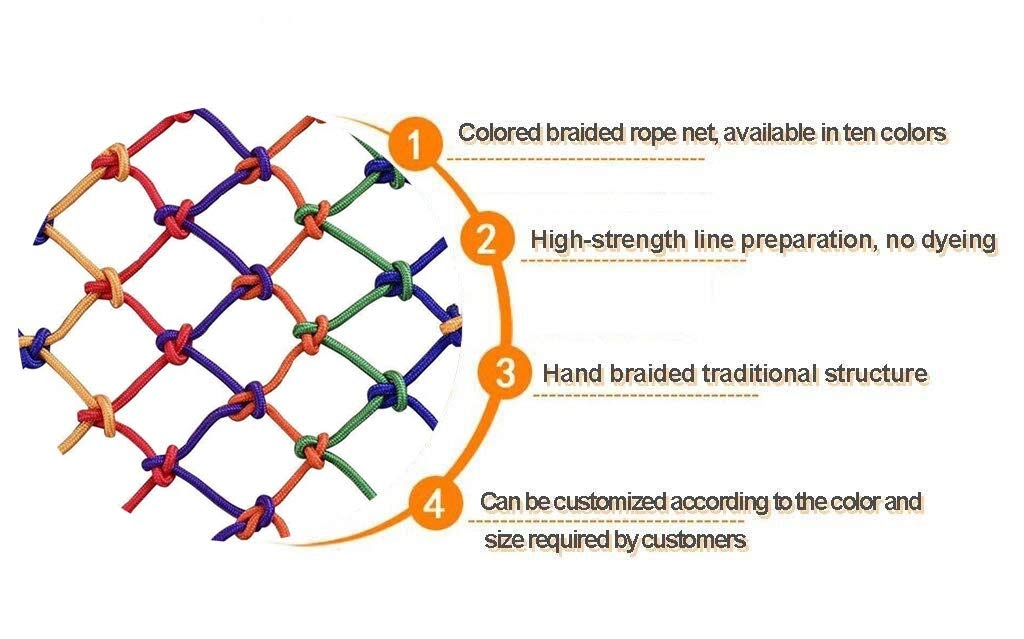 1
Colored braided rope net, available in ten colors
2
High-strength line preparation, no dyeing
3
Hand braided traditional structure
4
Can be customized according to the color and
size required by customers